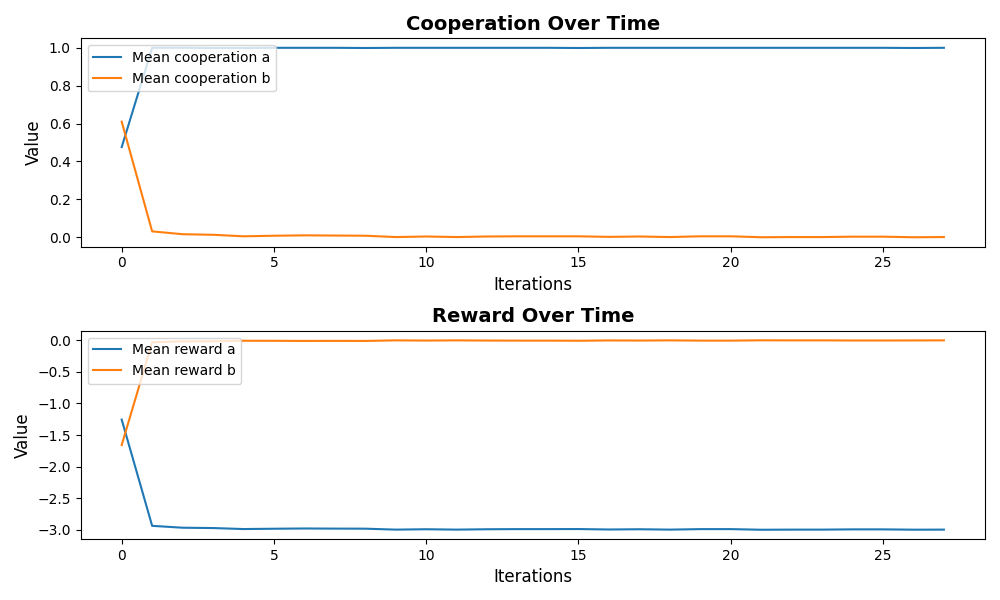 Cooperation Over Time
Mean cooperation a
Mean cooperation b
Value
1.0
0.8
0.6
0.4
0.2
0.0
0 5 10 15 20 25
Iterations
Reward Over Time
Mean reward a
Mean reward b
Value
0.0
−0.5
−1.0
−1.5
−2.0
−2.5
−3.0
0 5 10 15 20 25
Iterations